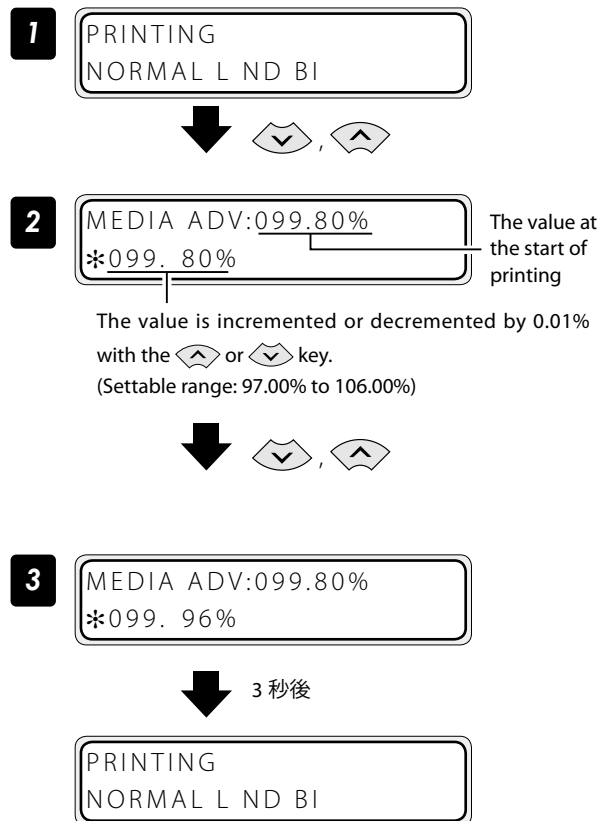 1
PRINTING
NORMAL L ND BI
,
2
MEDIA ADV:099.80%
*099. 80%
The value at
the start of
printing
The value is incremented or decremented by 0.01%
with the or key.
(Settable range: 97.00% to 106.00%)
,
3
MEDIA ADV:099.80%
*099. 96%
3 秒後
PRINTING
NORMAL L ND BI